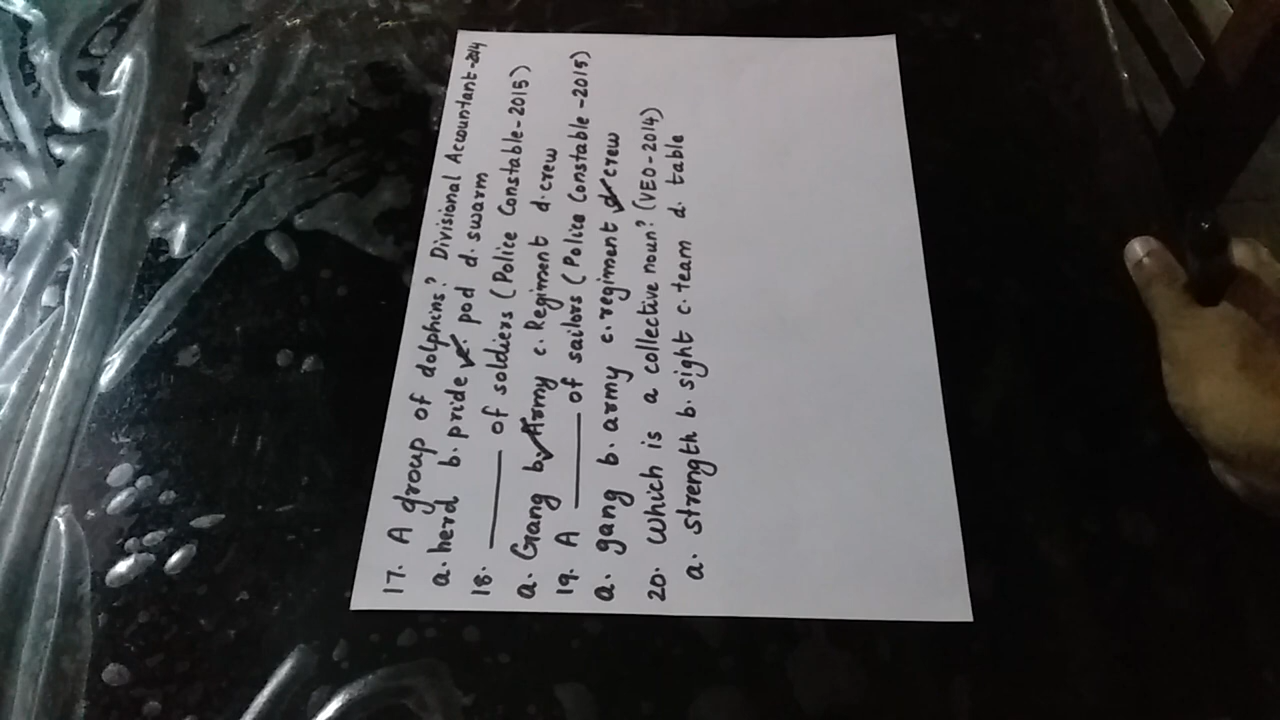 17. A group of dolphins? Divisional Accountant-2014
a. herd b. pride c. pod d. swarm
18. ______ of soldiers (Police Constable-2015)
a. Gang b. Army c. Regiment d. crew
19. A ______ of sailors (Police Constable-2015)
a. gang b. army c. regiment d. crew
20. Which is a collective noun? (VEO-2014)
a. strength b. sight c. team d. table